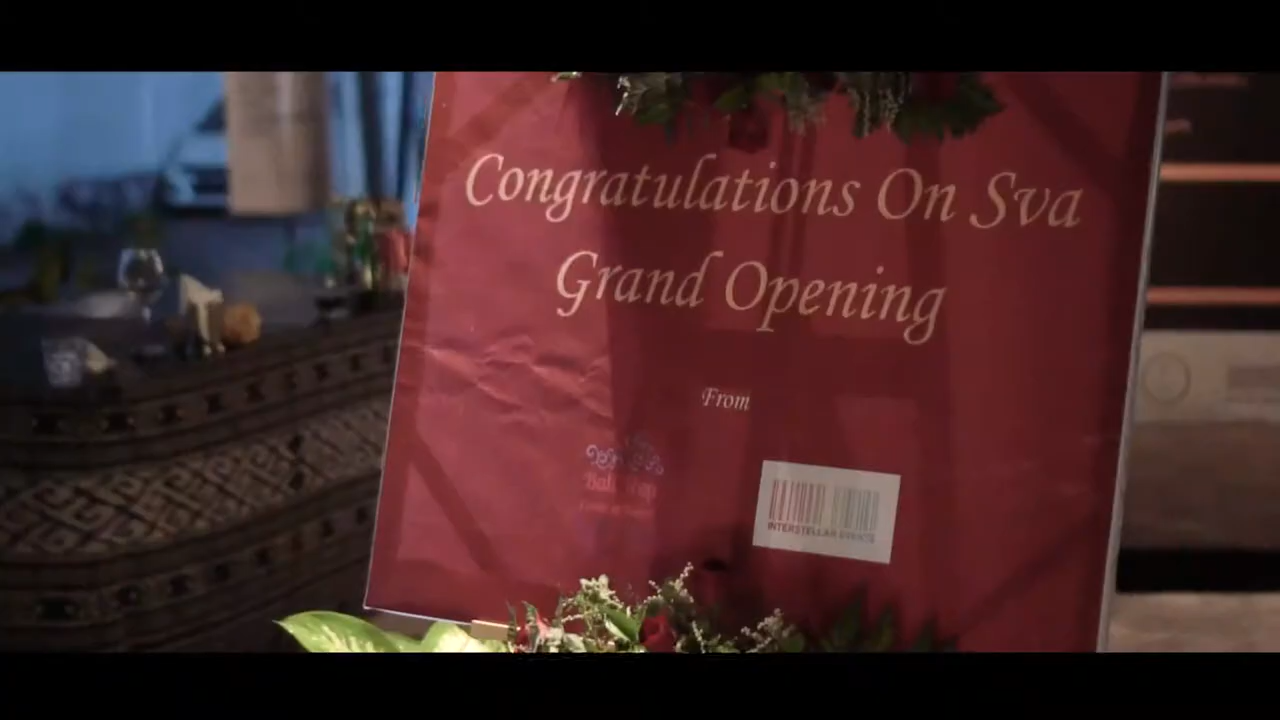 Congratulations On Sva
Grand Opening
From
INTERSTELLAR EVENTS